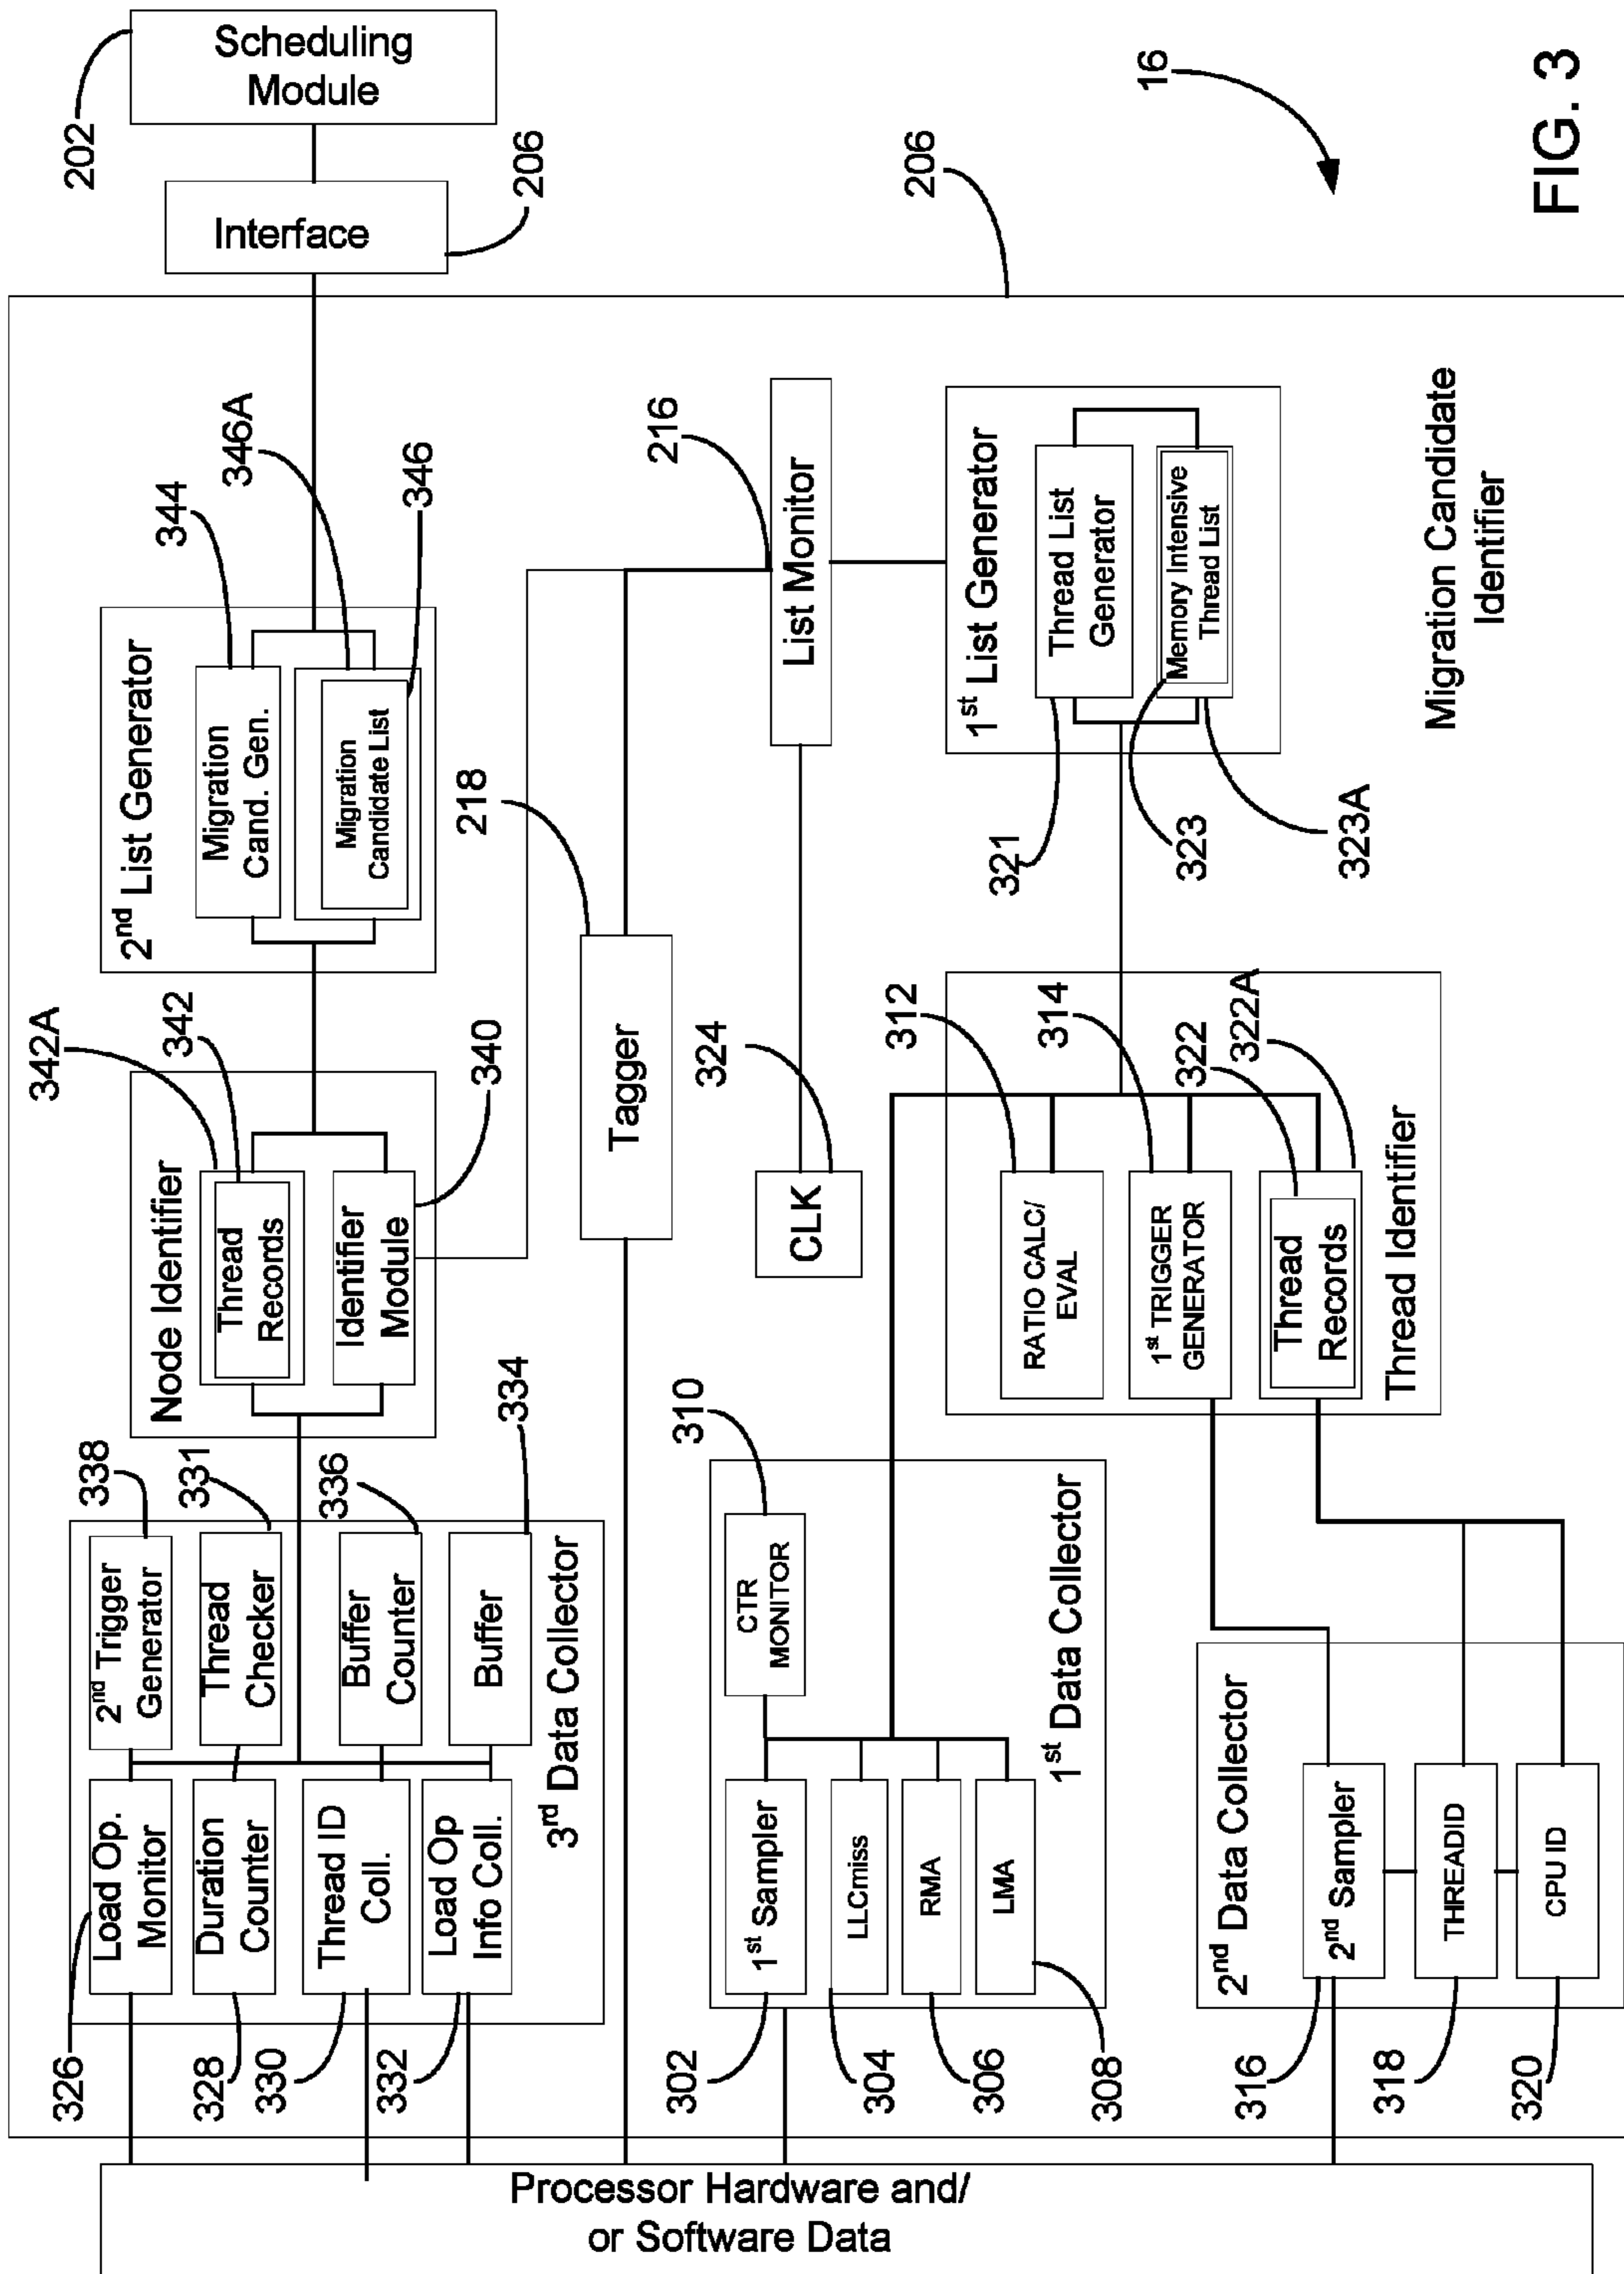 Scheduling
Module
202
Interface
206
206
16
FIG. 3
Migration Candidate
Identifier
2nd List Generator
Migration
Cand. Gen.
344
Migration
Candidate List
346A
346
Node Identifier
Thread
Records
342A
342
Identifier
Module
340
3rd Data Collector
Load Op.
Monitor
326
2nd Trigger
Generator
338
Duration
Counter
328
Thread
Checker
331
Thread ID
Coll.
330
Buffer
Counter
336
Load Op
Info Coll.
332
Buffer
334
Tagger
218
List Monitor
216
CLK
324
1st List Generator
Thread List
Generator
321
Memory Intensive
Thread List
323
323A
Thread Identifier
RATIO CALC/
EVAL
312
1st TRIGGER
GENERATOR
314
Thread
Records
322
322A
1st Data Collector
CTR
MONITOR
310
1st Sampler
302
LLCmiss
304
RMA
306
LMA
308
2nd Data Collector
2nd Sampler
316
THREADID
318
CPU ID
320
Processor Hardware and/
or Software Data